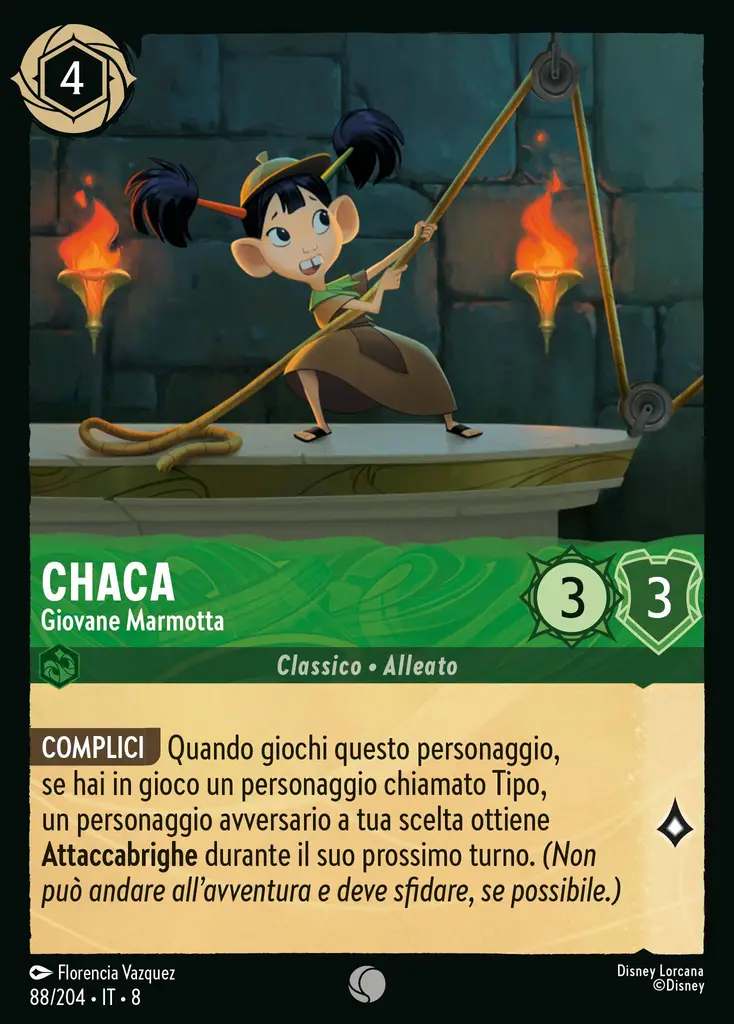 4
CHACA
Giovane Marmotta
3
3
Classico • Alleato
COMPLICI Quando giochi questo personaggio,
se hai in gioco un personaggio chiamato Tipo,
un personaggio avversario a tua scelta ottiene
Attaccabrighe durante il suo prossimo turno. (Non
può andare all'avventura e deve sfidare, se possibile.)
Florencia Vazquez
88/204 • IT • 8
Disney Lorcana
©Disney